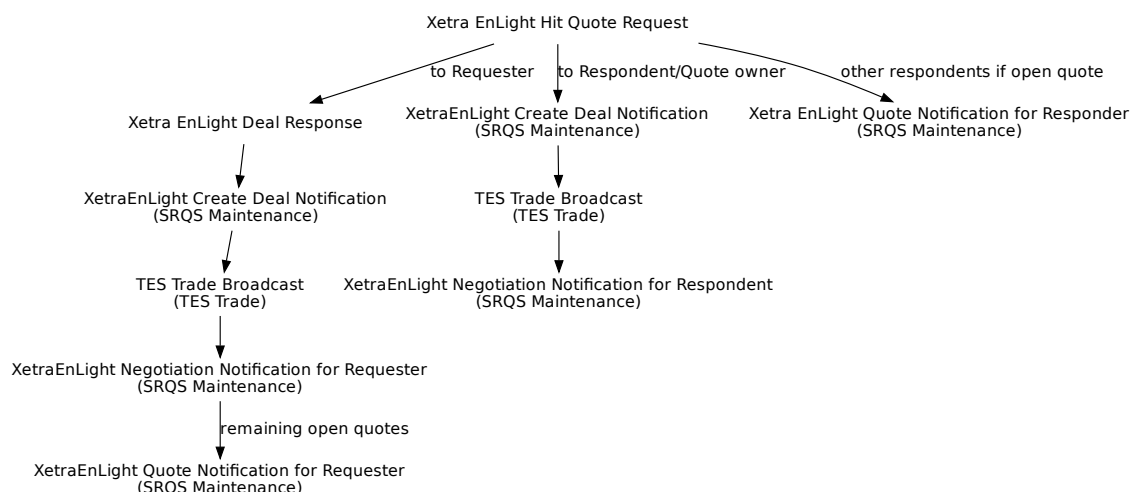 Xetra EnLight Hit Quote Request
to Requester
to Respondent/Quote owner
other respondents if open quote
Xetra EnLight Deal Response
XetraEnLight Create Deal Notification
(SRQS Maintenance)
Xetra EnLight Quote Notification for Responder
(SRQS Maintenance)
XetraEnLight Create Deal Notification
(SRQS Maintenance)
TES Trade Broadcast
(TES Trade)
TES Trade Broadcast
(TES Trade)
XetraEnLight Negotiation Notification for Respondent
(SRQS Maintenance)
XetraEnLight Negotiation Notification for Requester
(SRQS Maintenance)
remaining open quotes
XetraEnLight Quote Notification for Requester
(SRQS Maintenance)